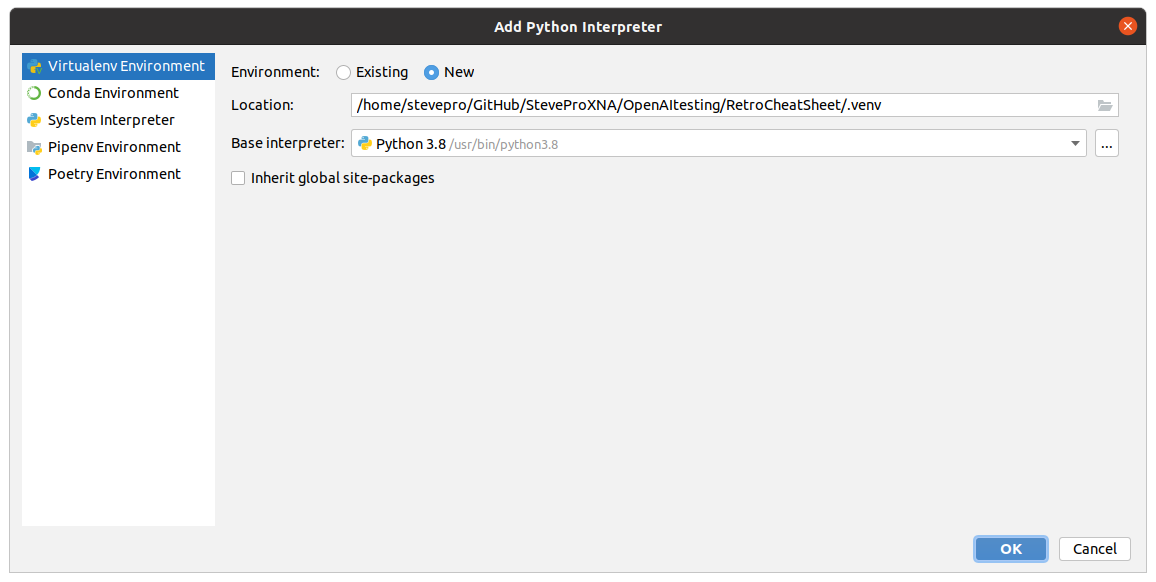 Add Python Interpreter
Virtualenv Environment
Conda Environment
System Interpreter
Pipenv Environment
Poetry Environment
Environment: Existing New
Location: /home/stevepro/GitHub/SteveProXNA/OpenAItesting/RetroCheatSheet/.venv
Base interpreter: Python 3.8 /usr/bin/python3.8 ...
Inherit global site-packages
OK Cancel